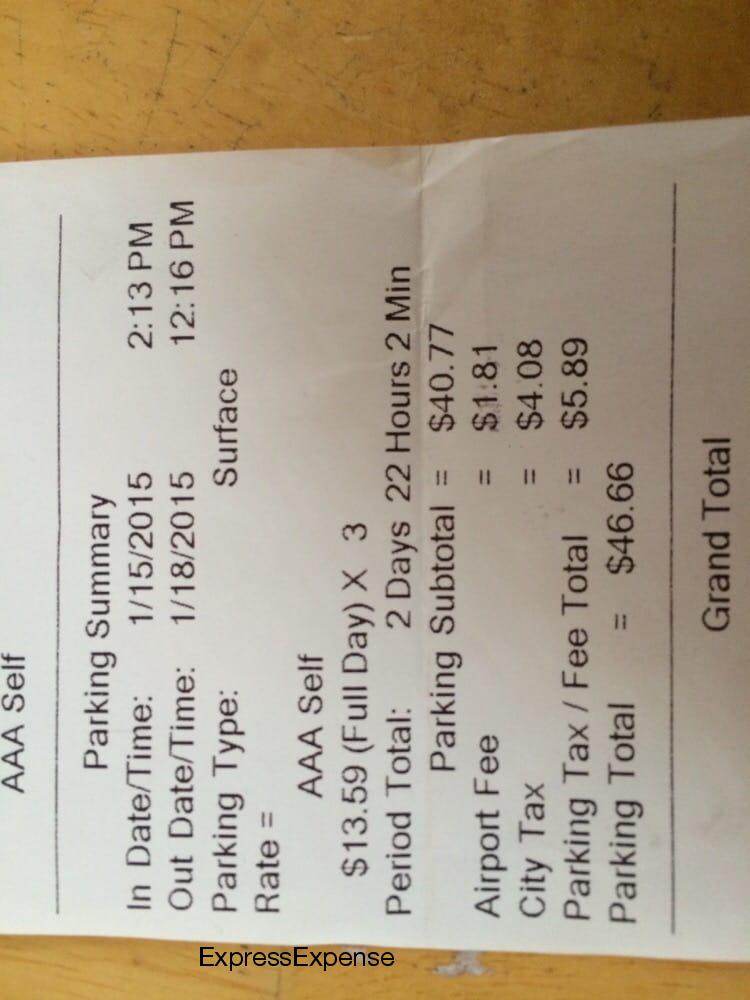 AAA Self
Parking Summary
In Date/Time: 1/15/2015 2:13 PM
Out Date/Time: 1/18/2015 12:16 PM
Parking Type: Surface
Rate =
AAA Self
$13.59 (Full Day) X 3
Period Total: 2 Days 22 Hours 2 Min
Parking Subtotal = $40.77
Airport Fee = $1.81
City Tax = $4.08
Parking Tax / Fee Total = $5.89
Parking Total = $46.66
Grand Total
ExpressExpense